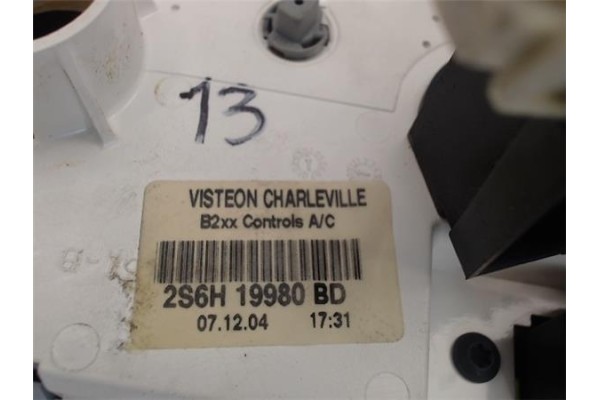 13
VISTEON CHARLEVILLE
B2xx Controls A/C
2S6H 19980 BD
07.12.04 17:31